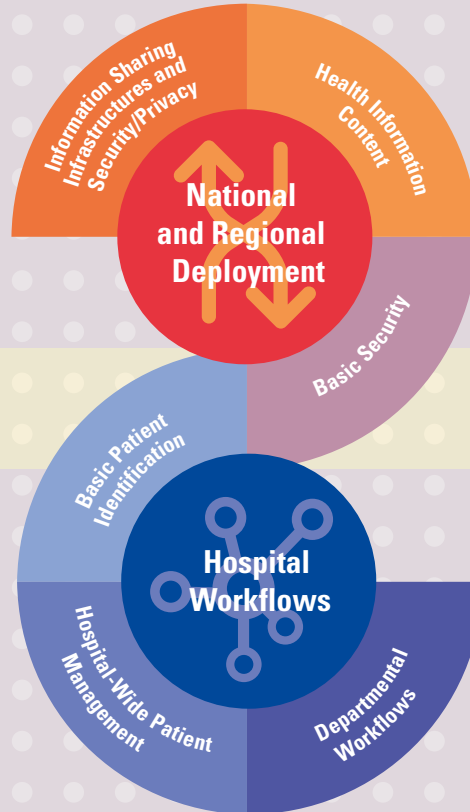 Information Sharing
Infrastructures and
Security/Privacy
Health Information
Content
National
and Regional
Deployment
Basic Security
Basic Patient
Identification
Hospital
Workflows
Hospital-Wide Patient
Management
Departmental
Workflows